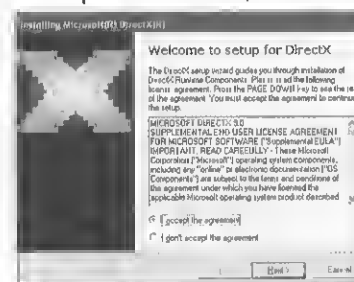 Installing Microsoft(R) DirectX(R)
Welcome to setup for DirectX
The DirectX setup wizard guides you through installation of
DirectX Runtime Components. Please read the following
license agreement. Press the PAGE DOWN key to see the rest
of the agreement. You must accept the agreement to continue
the setup.
MICROSOFT DIRECTX 9.0
SUPPLEMENTAL END USER LICENSE AGREEMENT
FOR MICROSOFT SOFTWARE ("Supplemental EULA")
IMPORTANT: READ CAREFULLY - These Microsoft
Corporation ("Microsoft") operating system components,
including any "online" or electronic documentation ("OS
Components") are subject to the terms and conditions of
the agreement under which you have licensed the
applicable Microsoft operating system product described
I accept the agreement
I don't accept the agreement
Next > Cancel